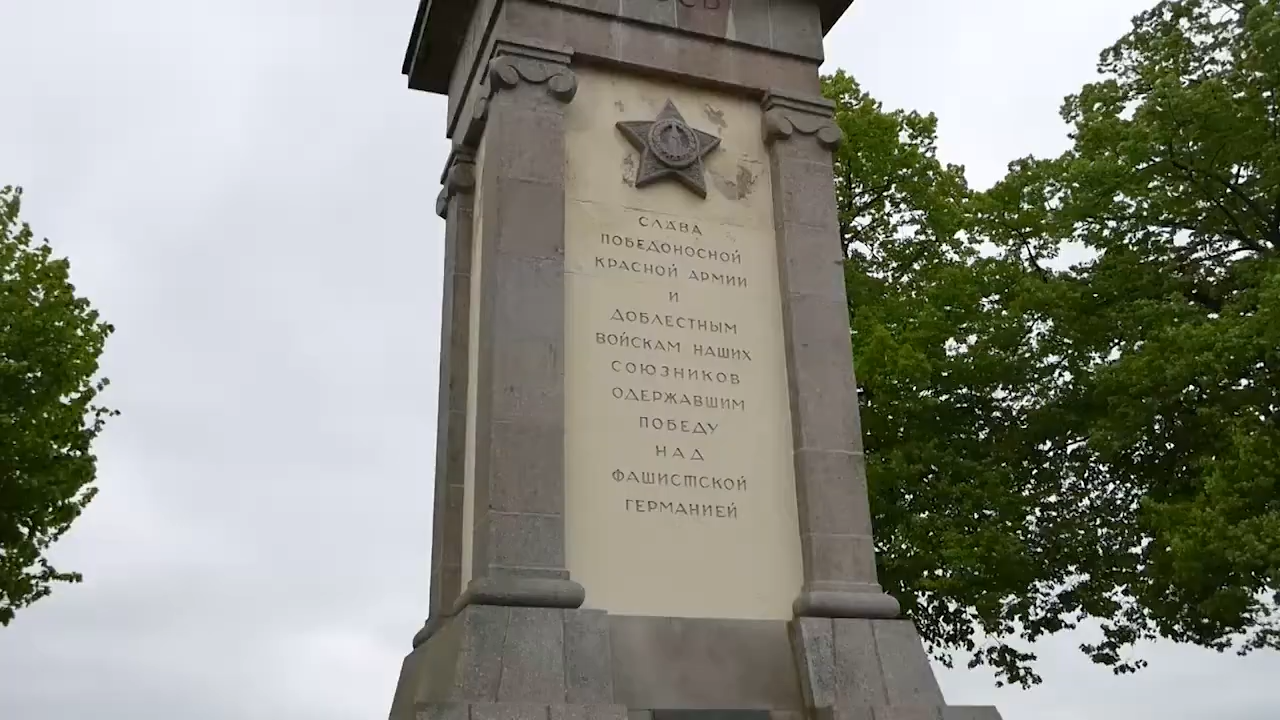 СЛАВА
ПОБЕДОНОСНОЙ
КРАСНОЙ АРМИИ
И
ДОБЛЕСТНЫМ
ВОЙСКАМ НАШИХ
СОЮЗНИКОВ
ОДЕРЖАВШИМ
ПОБЕДУ
НАД
ФАШИСТСКОЙ
ГЕРМАНИЕЙ